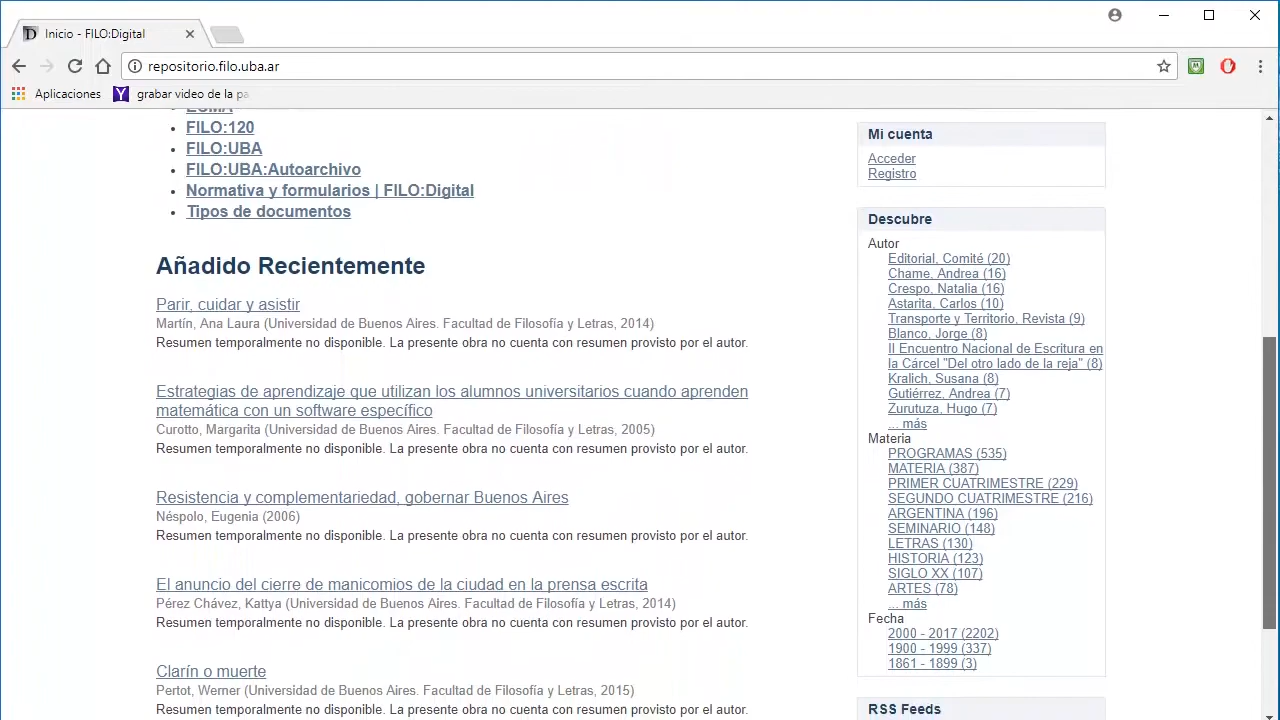 Inicio - FILO:Digital
repositorio.filo.uba.ar
Aplicaciones
grabar video de la pa
EGMA
FILO:120
FILO:UBA
FILO:UBA:Autoarchivo
Normativa y formularios | FILO:Digital
Tipos de documentos
Añadido Recientemente
Parir, cuidar y asistir
Martín, Ana Laura (Universidad de Buenos Aires. Facultad de Filosofía y Letras, 2014)
Resumen temporalmente no disponible. La presente obra no cuenta con resumen provisto por el autor.
Estrategias de aprendizaje que utilizan los alumnos universitarios cuando aprenden
matemática con un software específico
Curotto, Margarita (Universidad de Buenos Aires. Facultad de Filosofía y Letras, 2005)
Resumen temporalmente no disponible. La presente obra no cuenta con resumen provisto por el autor.
Resistencia y complementariedad, gobernar Buenos Aires
Néspolo, Eugenia (2006)
Resumen temporalmente no disponible. La presente obra no cuenta con resumen provisto por el autor.
El anuncio del cierre de manicomios de la ciudad en la prensa escrita
Pérez Chávez, Kattya (Universidad de Buenos Aires. Facultad de Filosofía y Letras, 2014)
Resumen temporalmente no disponible. La presente obra no cuenta con resumen provisto por el autor.
Clarín o muerte
Pertot, Werner (Universidad de Buenos Aires. Facultad de Filosofía y Letras, 2015)
Resumen temporalmente no disponible. La presente obra no cuenta con resumen provisto por el autor.
Mi cuenta
Acceder
Registro
Descubre
Autor
Editorial, Comité (20)
Chame, Andrea (16)
Crespo, Natalia (16)
Astarita, Carlos (10)
Transporte y Territorio, Revista (9)
Blanco, Jorge (8)
II Encuentro Nacional de Escritura en
la Cárcel "Del otro lado de la reja" (8)
Kralich, Susana (8)
Gutiérrez, Andrea (7)
Zurutuza, Hugo (7)
... más
Materia
PROGRAMAS (535)
MATERIA (387)
PRIMER CUATRIMESTRE (229)
SEGUNDO CUATRIMESTRE (216)
ARGENTINA (196)
SEMINARIO (148)
LETRAS (130)
HISTORIA (123)
SIGLO XX (107)
ARTES (78)
... más
Fecha
2000 - 2017 (2202)
1900 - 1999 (337)
1861 - 1899 (3)
RSS Feeds